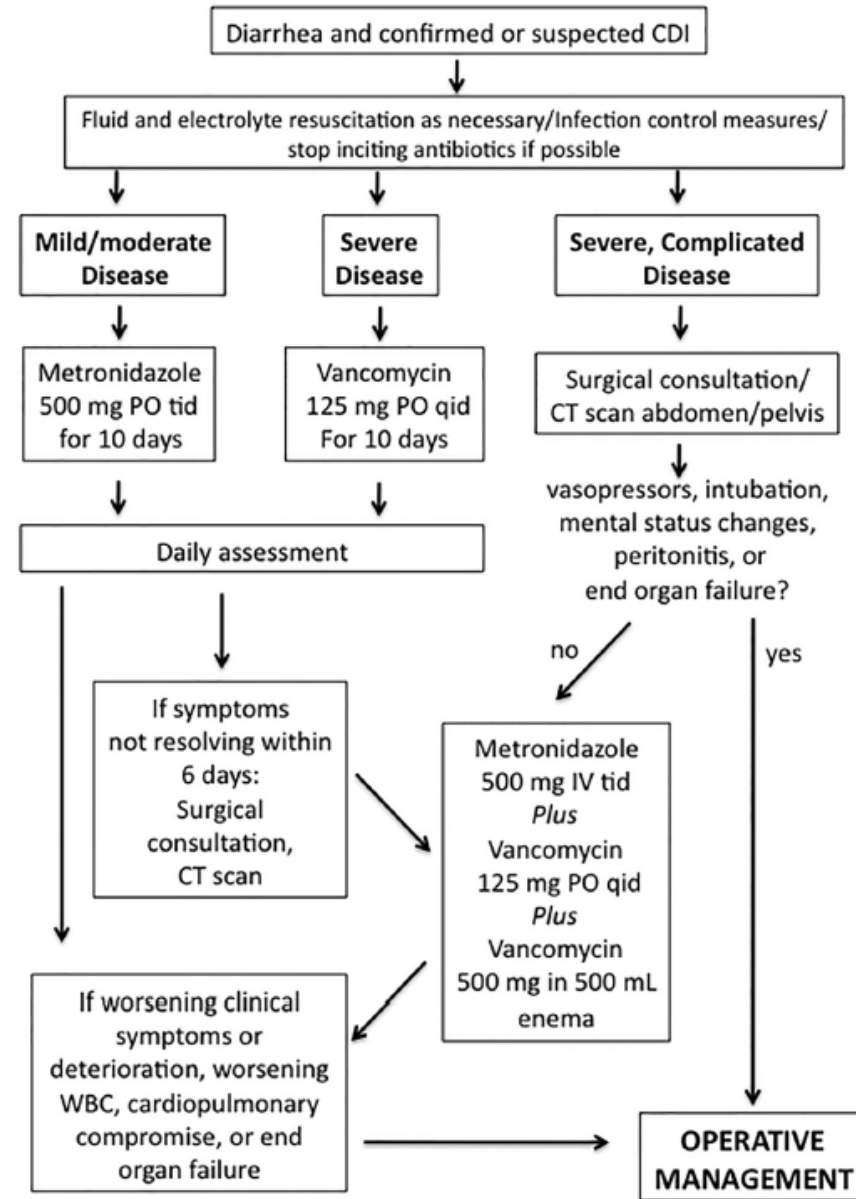 Diarrhea and confirmed or suspected CDI
Fluid and electrolyte resuscitation as necessary/Infection control measures/
stop inciting antibiotics if possible
Mild/moderate
Disease
Severe
Disease
Severe, Complicated
Disease
Metronidazole
500 mg PO tid
for 10 days
Vancomycin
125 mg PO qid
For 10 days
Surgical consultation/
CT scan abdomen/pelvis
vasopressors, intubation,
mental status changes,
peritonitis, or
end organ failure?
Daily assessment
no
yes
If symptoms
not resolving within
6 days:
Surgical
consultation,
CT scan
Metronidazole
500 mg IV tid
Plus
Vancomycin
125 mg PO qid
Plus
Vancomycin
500 mg in 500 mL
enema
If worsening clinical
symptoms or
deterioration, worsening
WBC, cardiopulmonary
compromise, or end
organ failure
OPERATIVE
MANAGEMENT